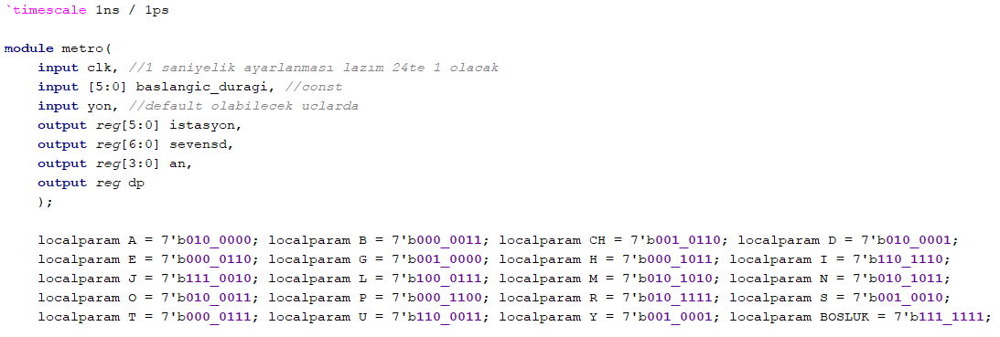 `timescale 1ns / 1ps
module metro(
input clk, //1 saniyelik ayarlanması lazım 24te 1 olacak
input [5:0] baslangic_duragi, //const
input yon, //default olabilecek uclarda
output reg[5:0] istasyon,
output reg[6:0] sevensd,
output reg[3:0] an,
output reg dp
);
localparam A = 7'b010_0000; localparam B = 7'b000_0011; localparam CH = 7'b001_0110; localparam D = 7'b010_0001;
localparam E = 7'b000_0110; localparam G = 7'b001_0000; localparam H = 7'b000_1011; localparam I = 7'b110_1110;
localparam J = 7'b111_0010; localparam L = 7'b100_0111; localparam M = 7'b010_1010; localparam N = 7'b010_1011;
localparam O = 7'b010_0011; localparam P = 7'b000_1100; localparam R = 7'b010_1111; localparam S = 7'b001_0010;
localparam T = 7'b000_0111; localparam U = 7'b110_0011; localparam Y = 7'b001_0001; localparam BOSLUK = 7'b111_1111;